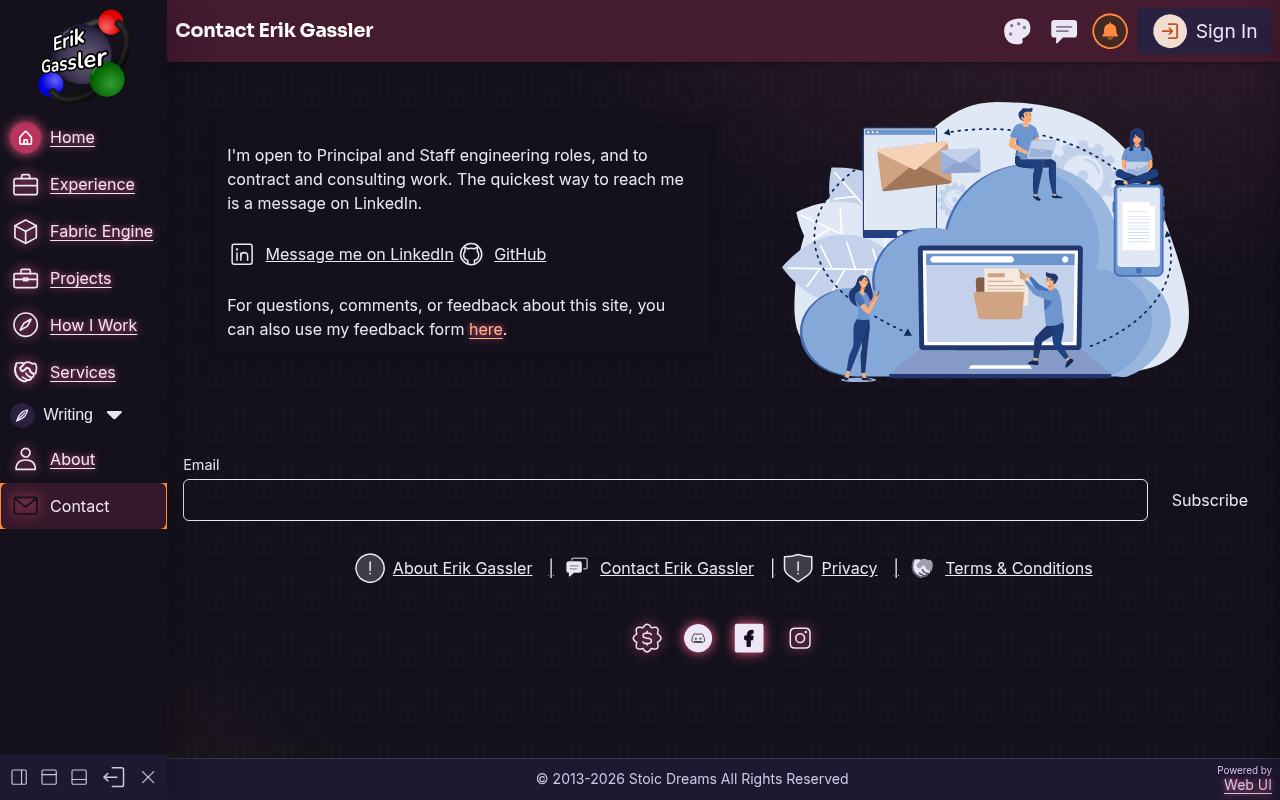 Erik
Gassler
Contact Erik Gassler
Sign In
Home
Experience
Fabric Engine
Projects
How I Work
Services
Writing
About
Contact
I'm open to Principal and Staff engineering roles, and to
contract and consulting work. The quickest way to reach me
is a message on LinkedIn.
Message me on LinkedIn GitHub
For questions, comments, or feedback about this site, you
can also use my feedback form here.
Email
Subscribe
About Erik Gassler | Contact Erik Gassler | Privacy | Terms & Conditions
© 2013-2026 Stoic Dreams All Rights Reserved
Powered by
Web UI